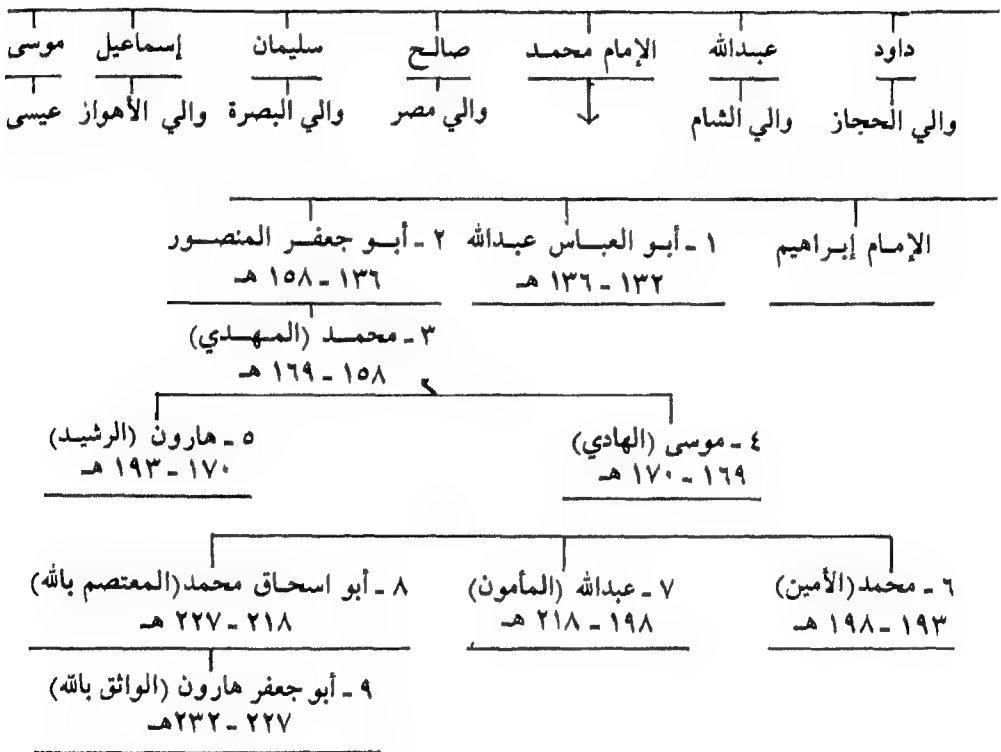 داود عبدالله الإمام محمد صالح سليمان إسماعيل موسى
والي الحجاز والي الشام والي مصر والي البصرة والي الأهواز عيسى
الإمام إبراهيم ١ - أبو العباس عبدالله ٢ - أبو جعفر المنصور
١٣٢ - ١٣٦ هـ ١٣٦ - ١٥٨ هـ
٣ - محمد (المهدي)
١٥٨ - ١٦٩ هـ
٤ - موسى (الهادي) ٥ - هارون (الرشيد)
١٦٩ - ١٧٠ هـ ١٧٠ - ١٩٣ هـ
٦ - محمد (الأمين) ٧ - عبدالله (المأمون) ٨ - أبو اسحاق محمد (المعتصم بالله)
١٩٣ - ١٩٨ هـ ١٩٨ - ٢١٨ هـ ٢١٨ - ٢٢٧ هـ
٩ - أبو جعفر هارون (الواثق بالله)
٢٢٧ - ٢٣٢ هـ